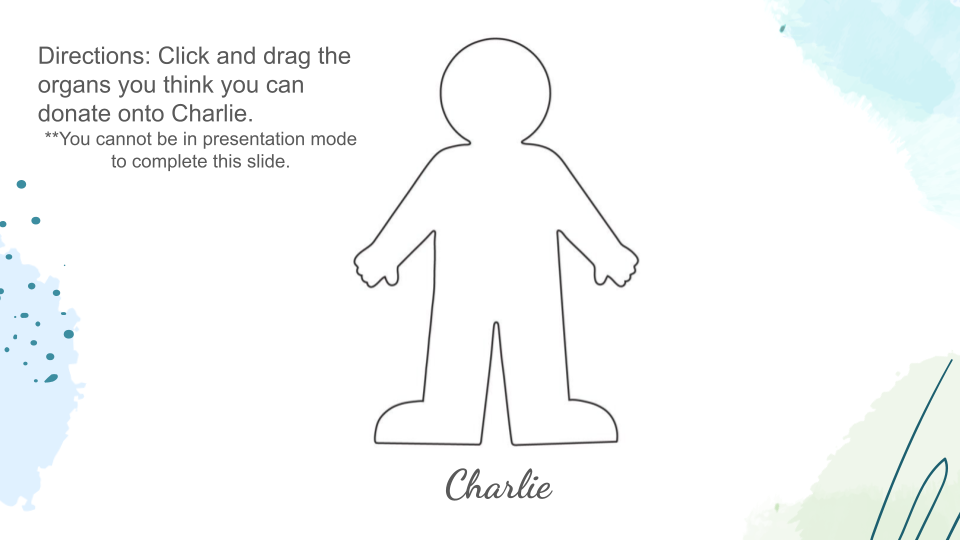 Directions: Click and drag the
organs you think you can
donate onto Charlie.
**You cannot be in presentation mode
to complete this slide.
Charlie